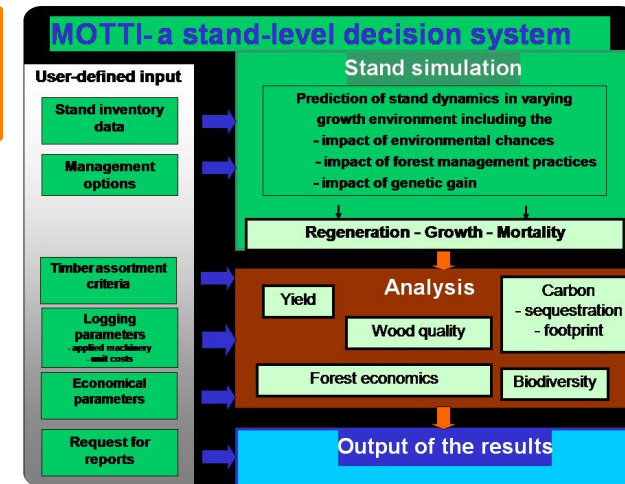 MOTTI- a stand-level decision system
User-defined input
Stand inventory
data
Management
options
Timber assortment
criteria
Logging
parameters
- applied machinery
- unit costs
Economical
parameters
Request for
reports
Stand simulation
Prediction of stand dynamics in varying
growth environment including the
- impact of environmental chances
- impact of forest management practices
- impact of genetic gain
Regeneration - Growth - Mortality
Analysis
Yield
Wood quality
Carbon
- sequestration
- footprint
Forest economics
Biodiversity
Output of the results